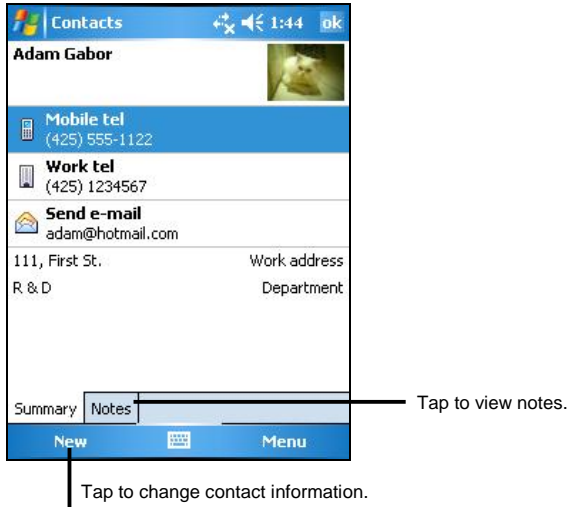 Contacts 1:44 ok
Adam Gabor
Mobile tel
(425) 555-1122
Work tel
(425) 1234567
Send e-mail
adam@hotmail.com
111, First St. Work address
R & D Department
Summary Notes
Tap to view notes.
New Menu
Tap to change contact information.